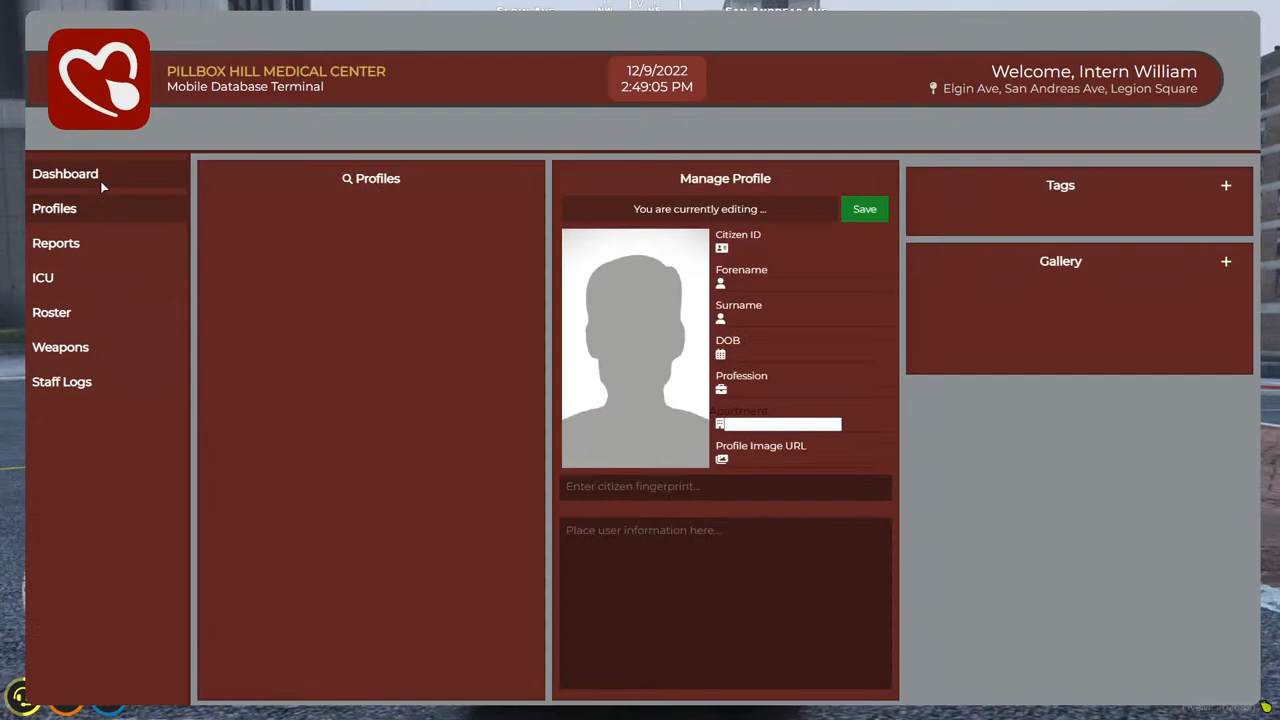 PILLBOX HILL MEDICAL CENTER
Mobile Database Terminal
12/9/2022
2:49:05 PM
Welcome, Intern William
Elgin Ave, San Andreas Ave, Legion Square
Dashboard
Profiles
Reports
ICU
Roster
Weapons
Staff Logs
Profiles
Manage Profile
You are currently editing ...
Save
Citizen ID
Forename
Surname
DOB
Profession
Apartment
Profile Image URL
Enter citizen fingerprint...
Place user information here...
Tags
+
Gallery
+